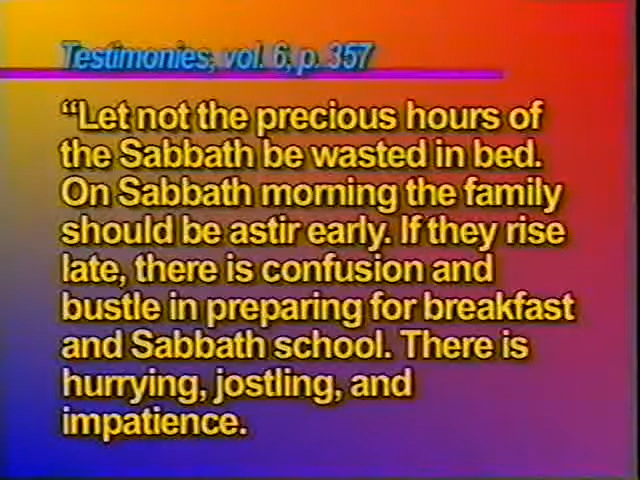 Testimonies, vol. 6, p. 357
“Let not the precious hours of
the Sabbath be wasted in bed.
On Sabbath morning the family
should be astir early. If they rise
late, there is confusion and
bustle in preparing for breakfast
and Sabbath school. There is
hurrying, jostling, and
impatience.